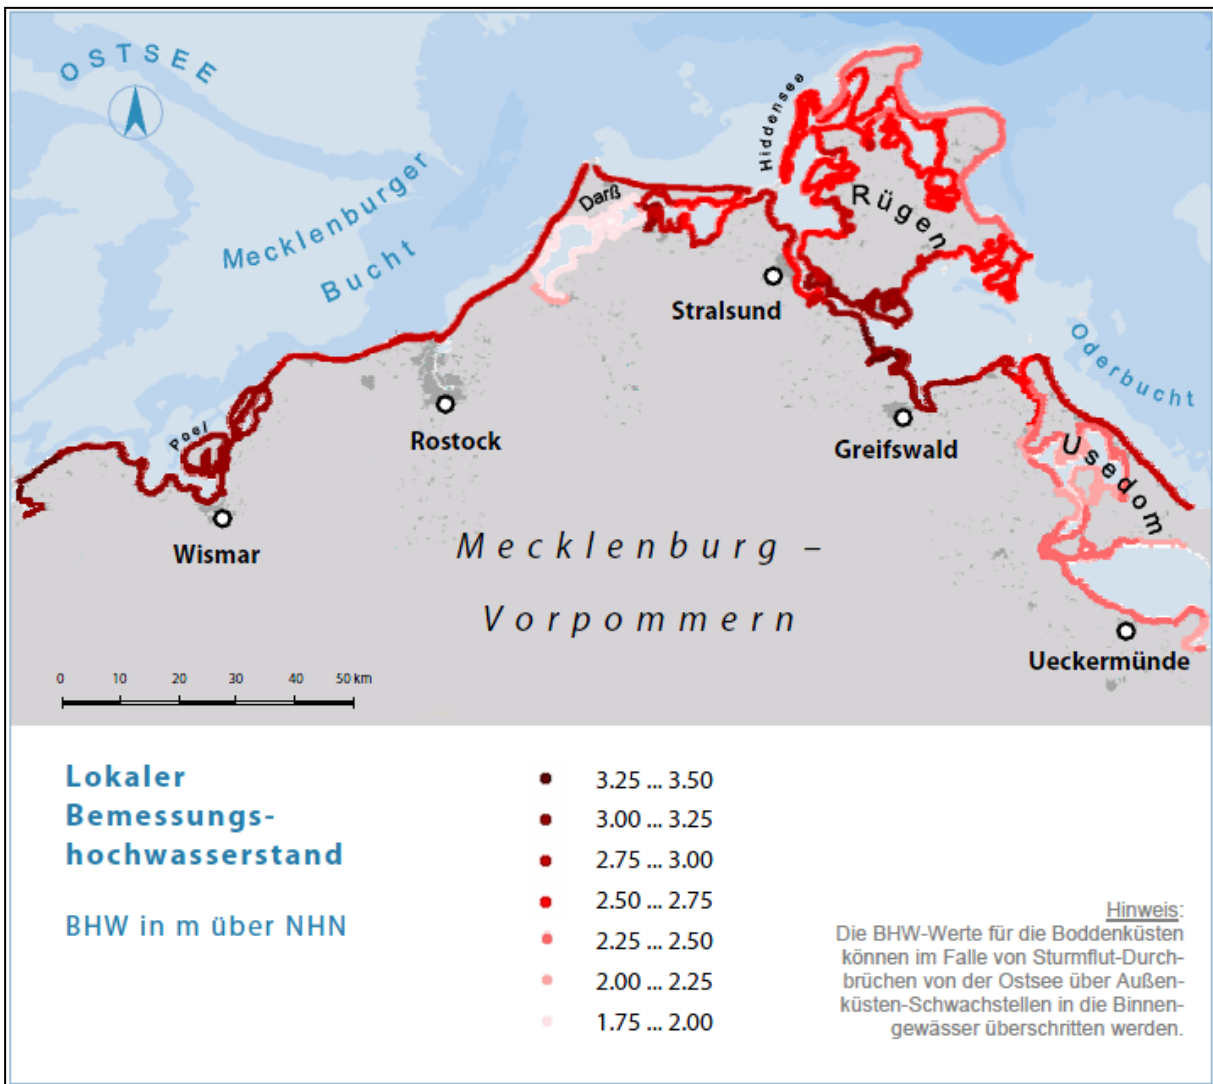 OSTSEE
Mecklenburger
Bucht
Hiddensee
Darß
Rügen
Stralsund
Oderbucht
Poel
Rostock
Greifswald
Usedom
Wismar
Mecklenburg –
Vorpommern
Ueckermünde
0 10 20 30 40 50 km
Lokaler
Bemessungs-
hochwasserstand
BHW in m über NHN
3.25 ... 3.50
3.00 ... 3.25
2.75 ... 3.00
2.50 ... 2.75
2.25 ... 2.50
2.00 ... 2.25
1.75 ... 2.00
Hinweis:
Die BHW-Werte für die Boddenküsten
können im Falle von Sturmflut-Durch-
brüchen von der Ostsee über Außen-
küsten-Schwachstellen in die Binnen-
gewässer überschritten werden.